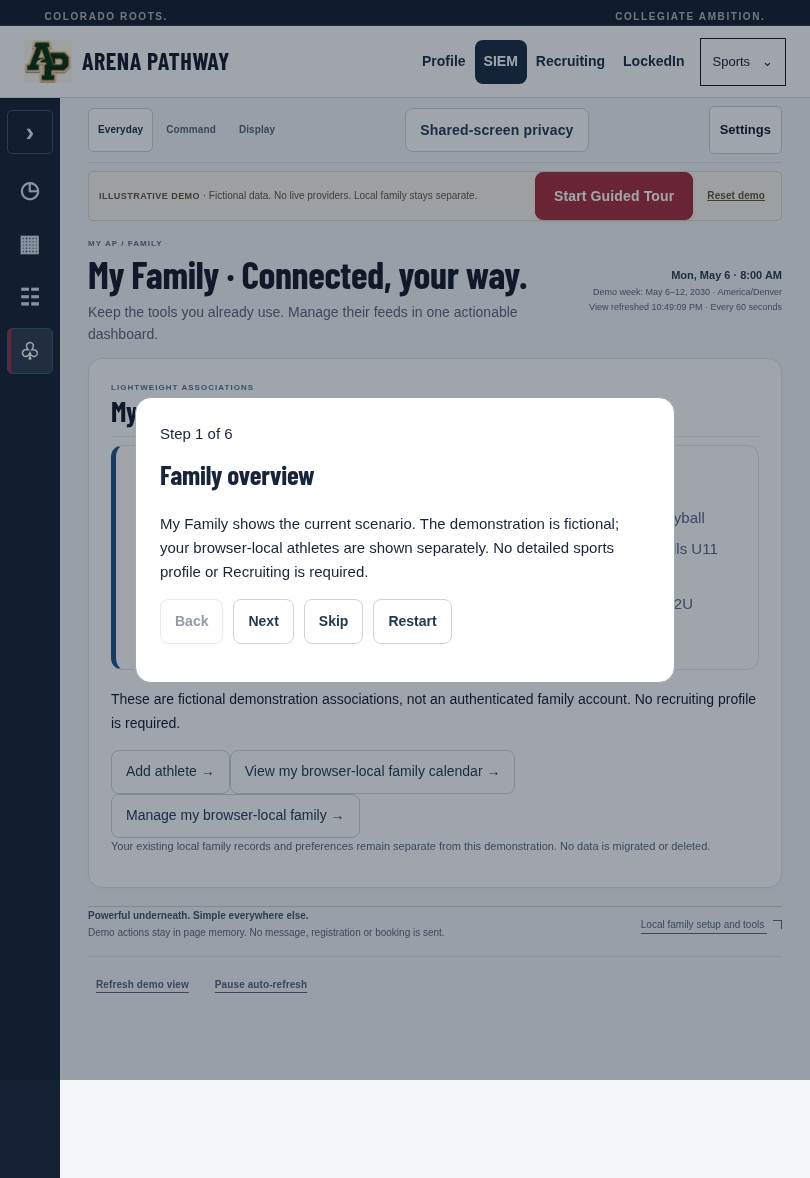 COLORADO ROOTS.
COLLEGIATE AMBITION.
AP
ARENA PATHWAY
Profile
SIEM
Recruiting
LockedIn
Sports
Everyday
Command
Display
Shared-screen privacy
Settings
ILLUSTRATIVE DEMO · Fictional data. No live providers. Local family stays separate.
Start Guided Tour
Reset demo
MY AP / FAMILY
My Family · Connected, your way.
Keep the tools you already use. Manage their feeds in one actionable
dashboard.
Mon, May 6 · 8:00 AM
Demo week: May 6–12, 2030 · America/Denver
View refreshed 10:49:09 PM · Every 60 seconds
LIGHTWEIGHT ASSOCIATIONS
My
Step 1 of 6
Family overview
My Family shows the current scenario. The demonstration is fictional;
your browser-local athletes are shown separately. No detailed sports
profile or Recruiting is required.
Back
Next
Skip
Restart
yball
lls U11
2U
These are fictional demonstration associations, not an authenticated family account. No recruiting profile
is required.
Add athlete →
View my browser-local family calendar →
Manage my browser-local family →
Your existing local family records and preferences remain separate from this demonstration. No data is migrated or deleted.
Powerful underneath. Simple everywhere else.
Demo actions stay in page memory. No message, registration or booking is sent.
Local family setup and tools
Refresh demo view
Pause auto-refresh